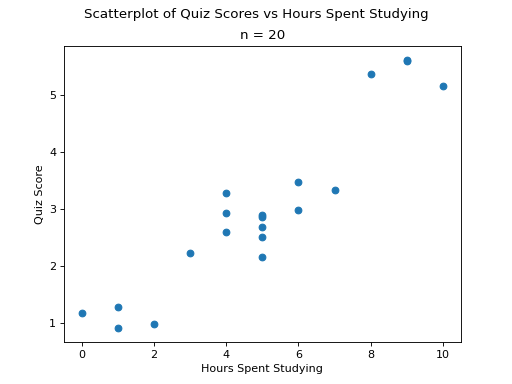 Scatterplot of Quiz Scores vs Hours Spent Studying
n = 20
5
4
3
2
1
Quiz Score
0 2 4 6 8 10
Hours Spent Studying